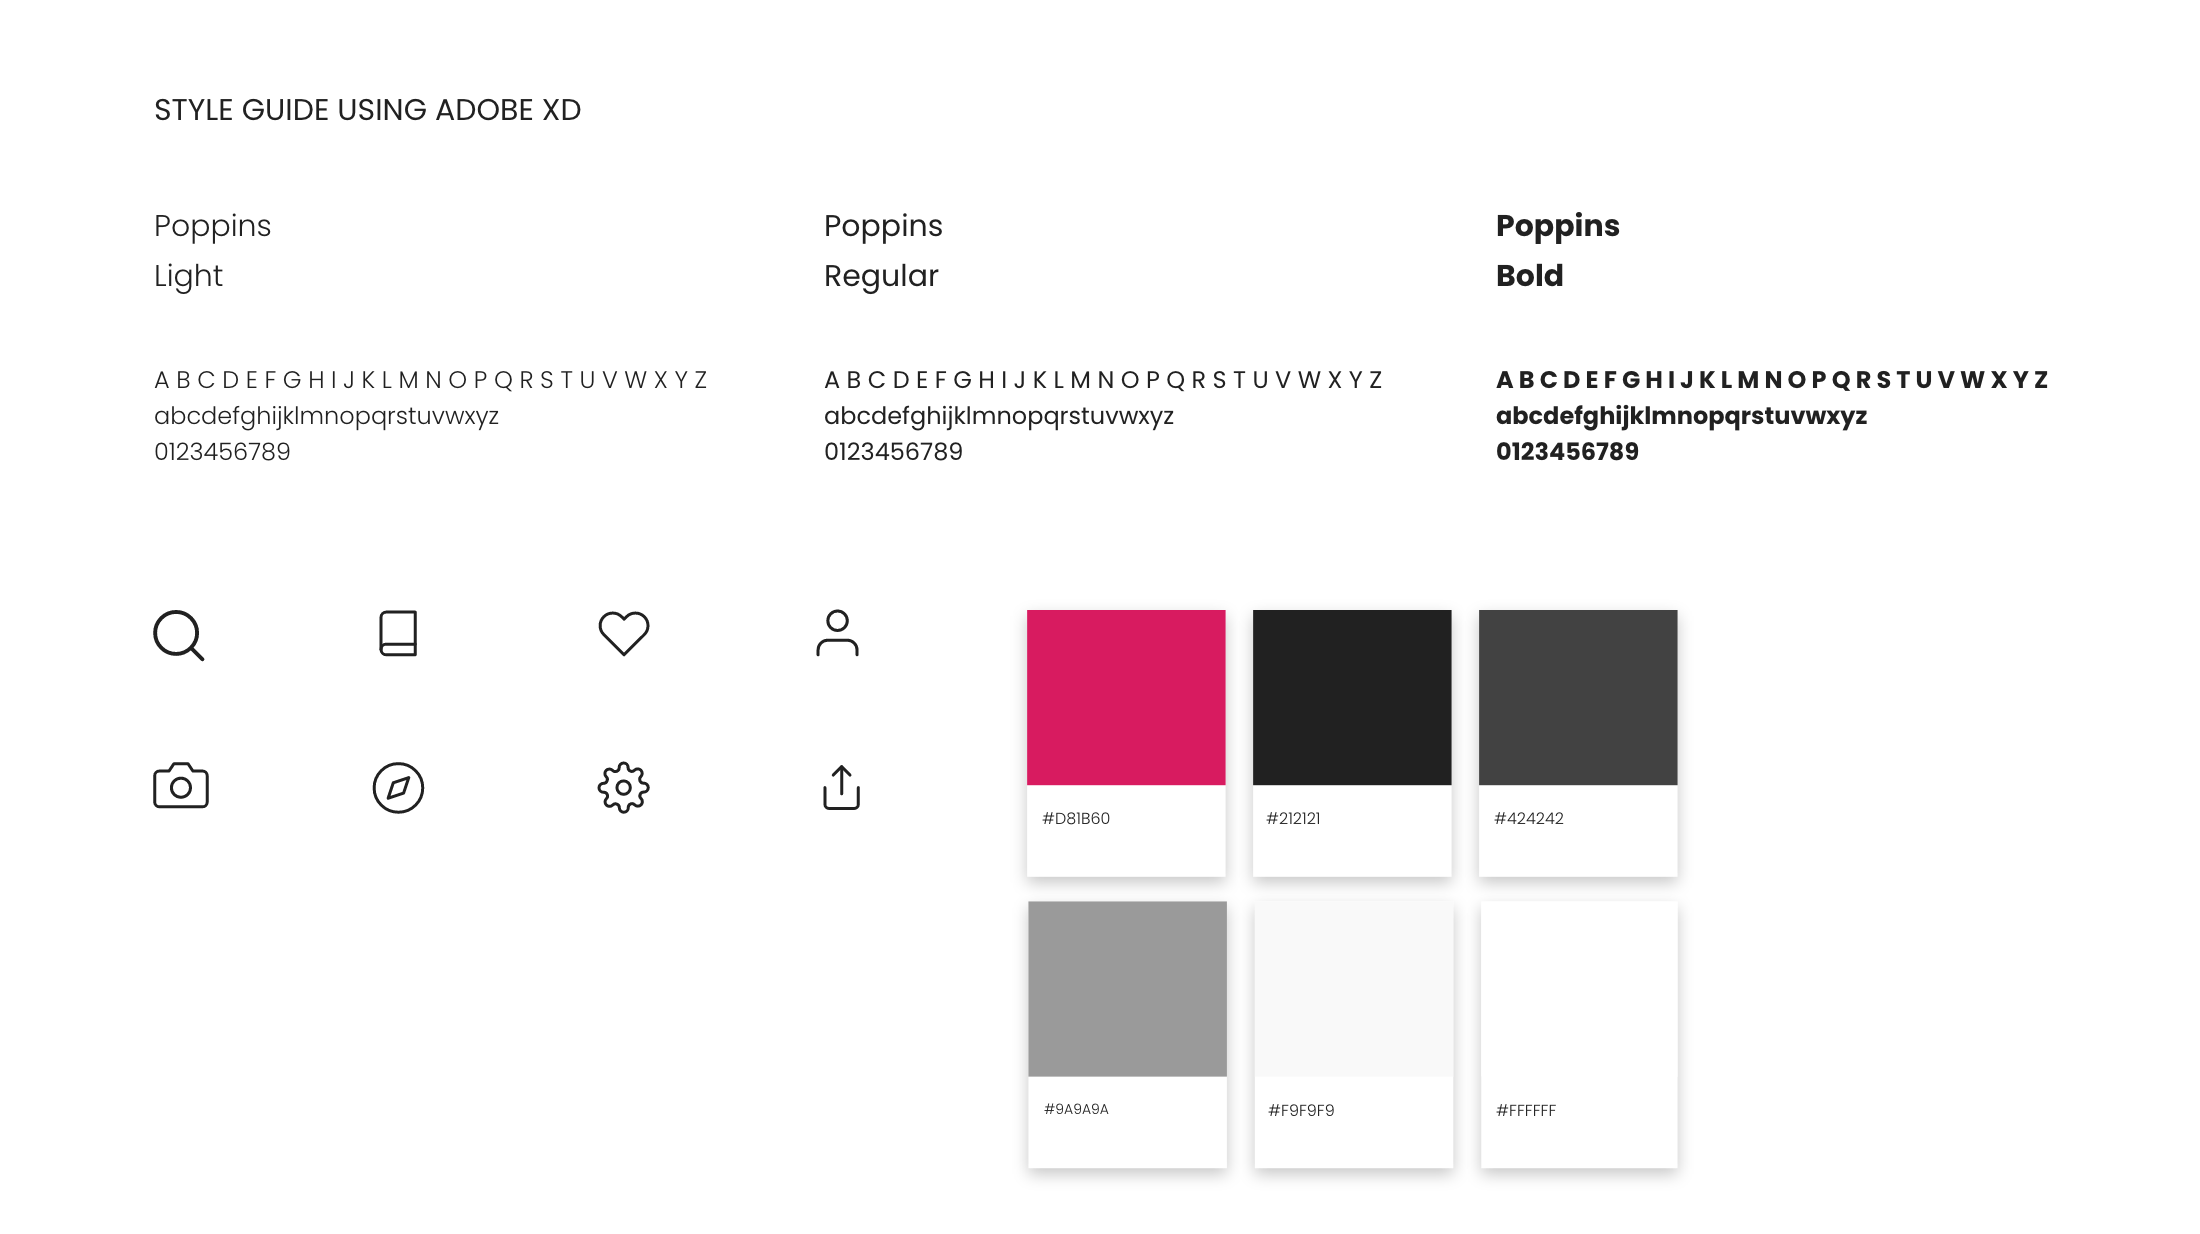 STYLE GUIDE USING ADOBE XD
Poppins
Light
A B C D E F G H I J K L M N O P Q R S T U V W X Y Z
abcdefghijklmnopqrstuvwxyz
0123456789
Poppins
Regular
A B C D E F G H I J K L M N O P Q R S T U V W X Y Z
abcdefghijklmnopqrstuvwxyz
0123456789
Poppins
Bold
A B C D E F G H I J K L M N O P Q R S T U V W X Y Z
abcdefghijklmnopqrstuvwxyz
0123456789
#D81B60
#212121
#424242
#9A9A9A
#F9F9F9
#FFFFFF